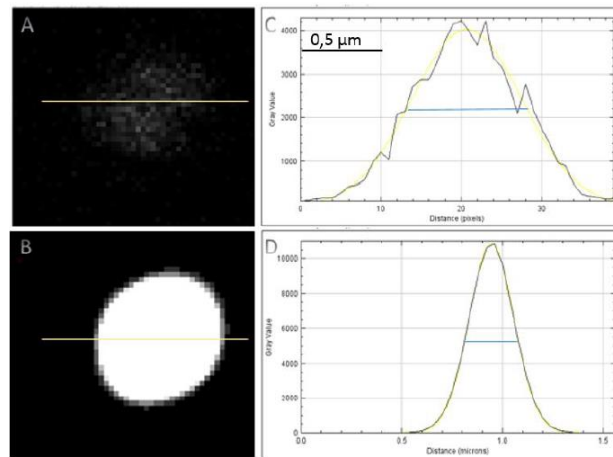 A
C
0,5 µm
4000
3000
2000
1000
Gray Value
0
10
20
30
Distance (pixels)
B
D
10000
8000
6000
4000
2000
0
Gray Value
0.0
0.5
1.0
1.5
Distance (microns)